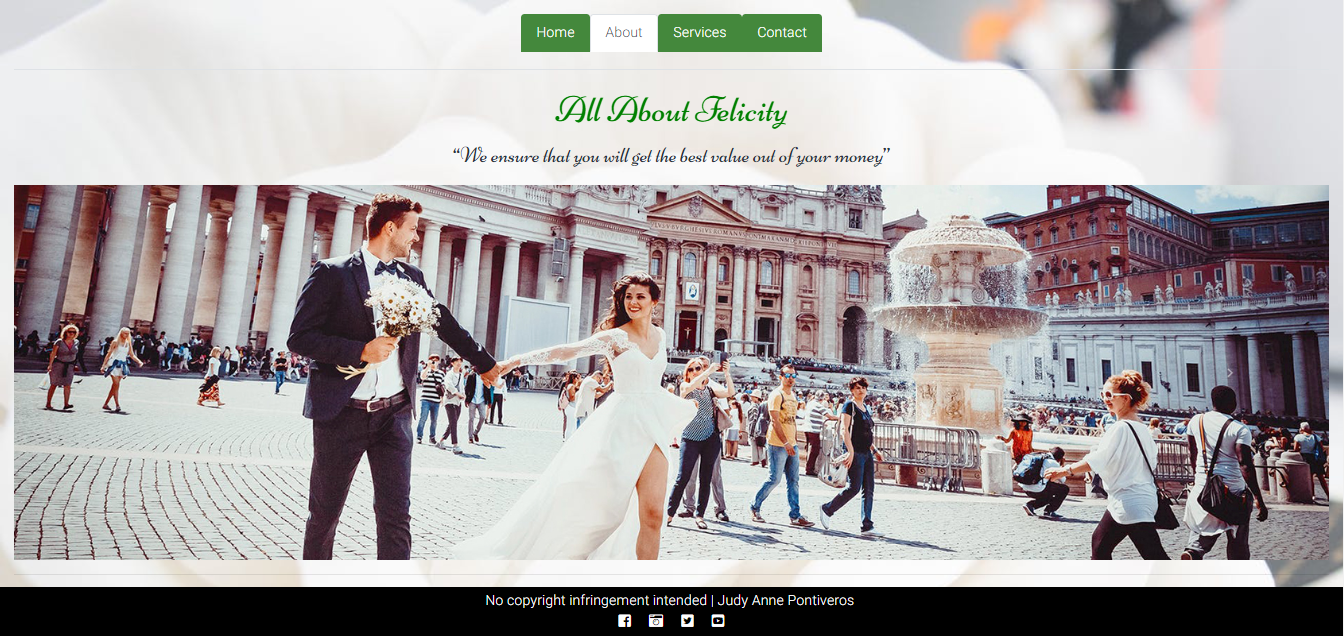 Home About Services Contact
All About Felicity
“We ensure that you will get the best value out of your money”
No copyright infringement intended | Judy Anne Pontiveros